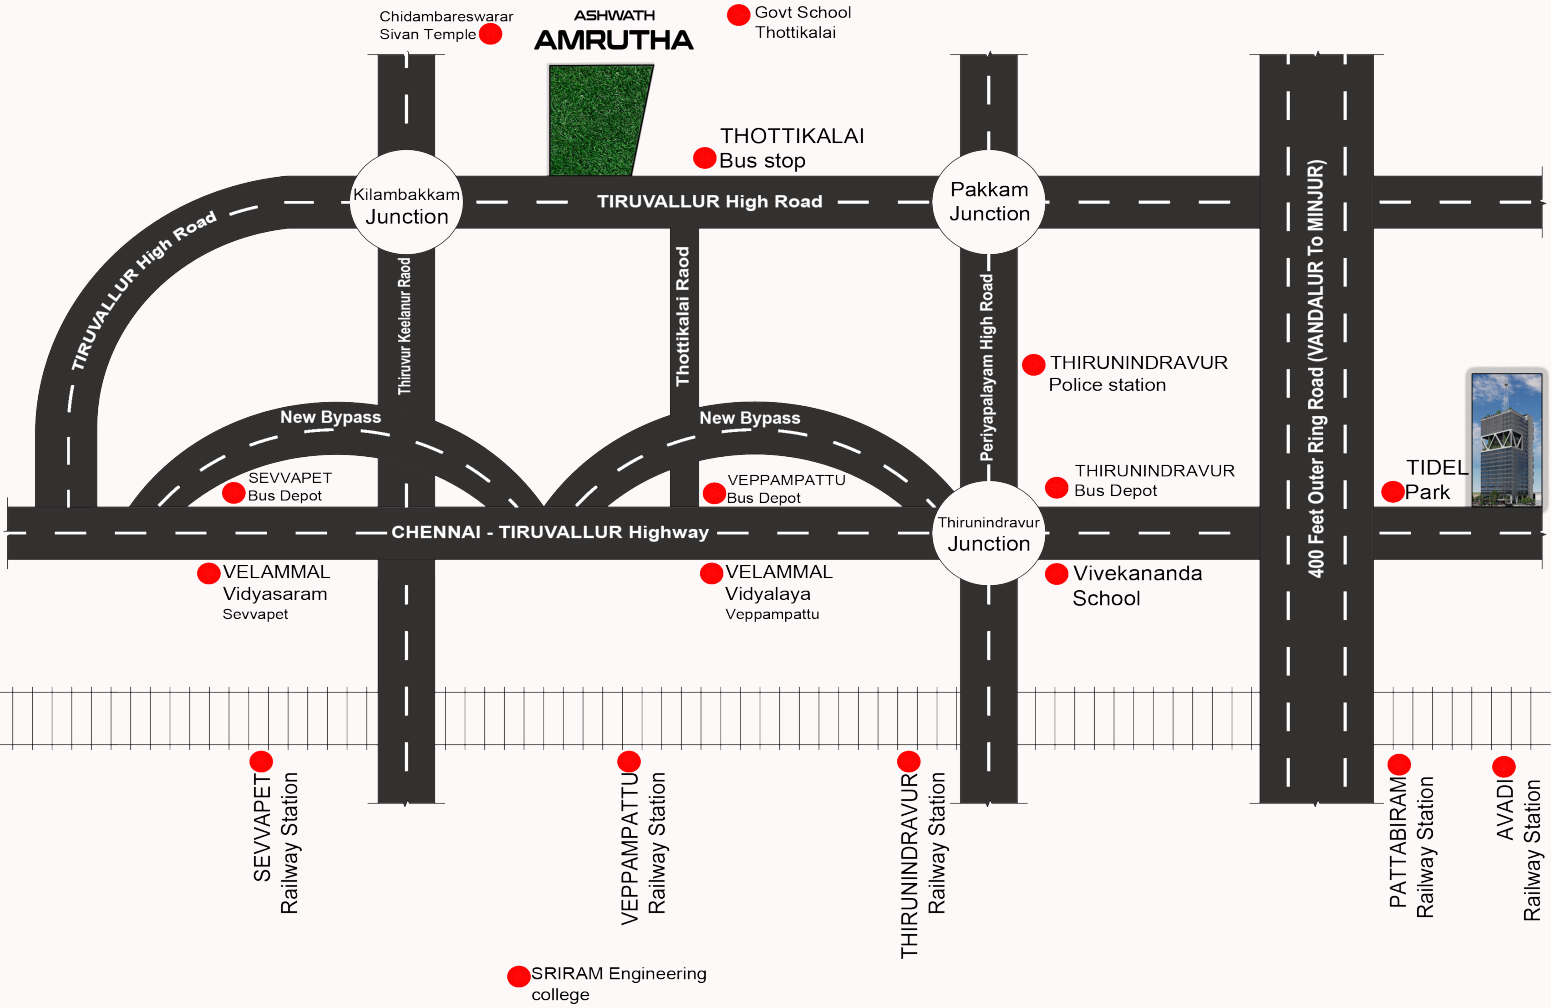 Chidambareswarar
Sivan Temple
ASHWATH
AMRUTHA
Govt School
Thottikalai
THOTTIKALAI
Bus stop
Kilambakkam
Junction
TIRUVALLUR High Road
Pakkam
Junction
TIRUVALLUR High Road
Thiruvur Keelanur Raod
Thottikalai Raod
Periyapalayam High Road
400 Feet Outer Ring Road (VANDALUR To MINJUR)
THIRUNINDRAVUR
Police station
New Bypass
New Bypass
SEVVAPET
Bus Depot
VEPPAMPATTU
Bus Depot
THIRUNINDRAVUR
Bus Depot
TIDEL
Park
CHENNAI - TIRUVALLUR Highway
Thirunindravur
Junction
VELAMMAL
Vidyasaram
Sevvapet
VELAMMAL
Vidyalaya
Veppampattu
Vivekananda
School
SEVVAPET
Railway Station
VEPPAMPATTU
Railway Station
THIRUNINDRAVUR
Railway Station
PATTABIRAM
Railway Station
AVADI
Railway Station
SRIRAM Engineering
college